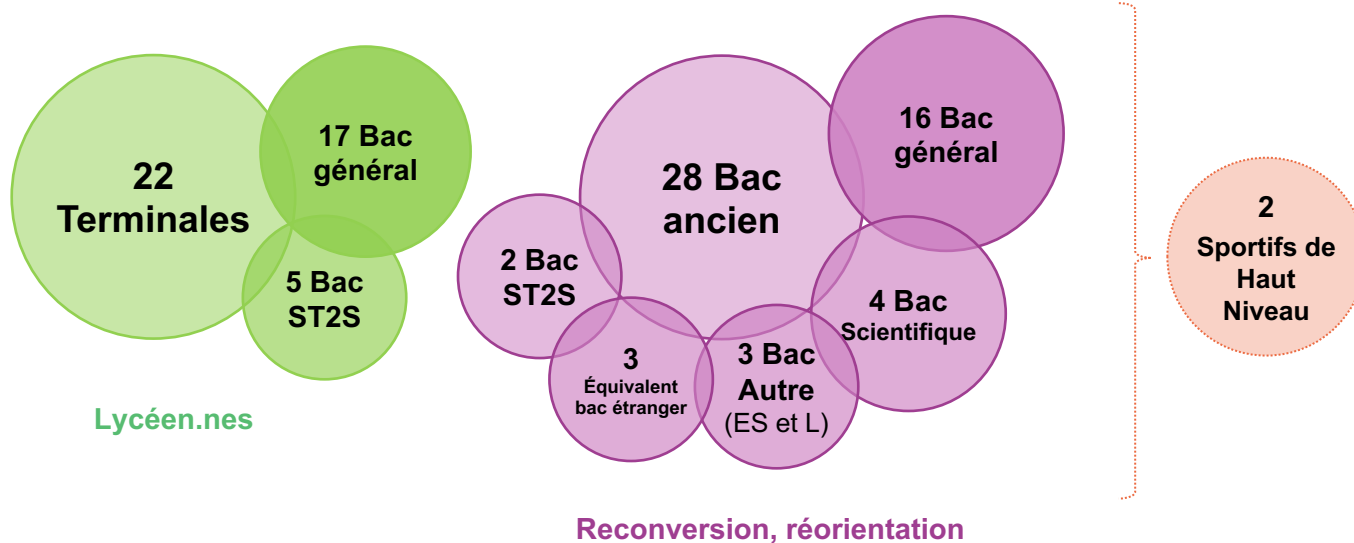 22
Terminales
17 Bac
général
5 Bac
ST2S
Lycéen.nes
28 Bac
ancien
16 Bac
général
2 Bac
ST2S
3
Équivalent
bac étranger
3 Bac
Autre
(ES et L)
4 Bac
Scientifique
Reconversion, réorientation
2
Sportifs de
Haut
Niveau